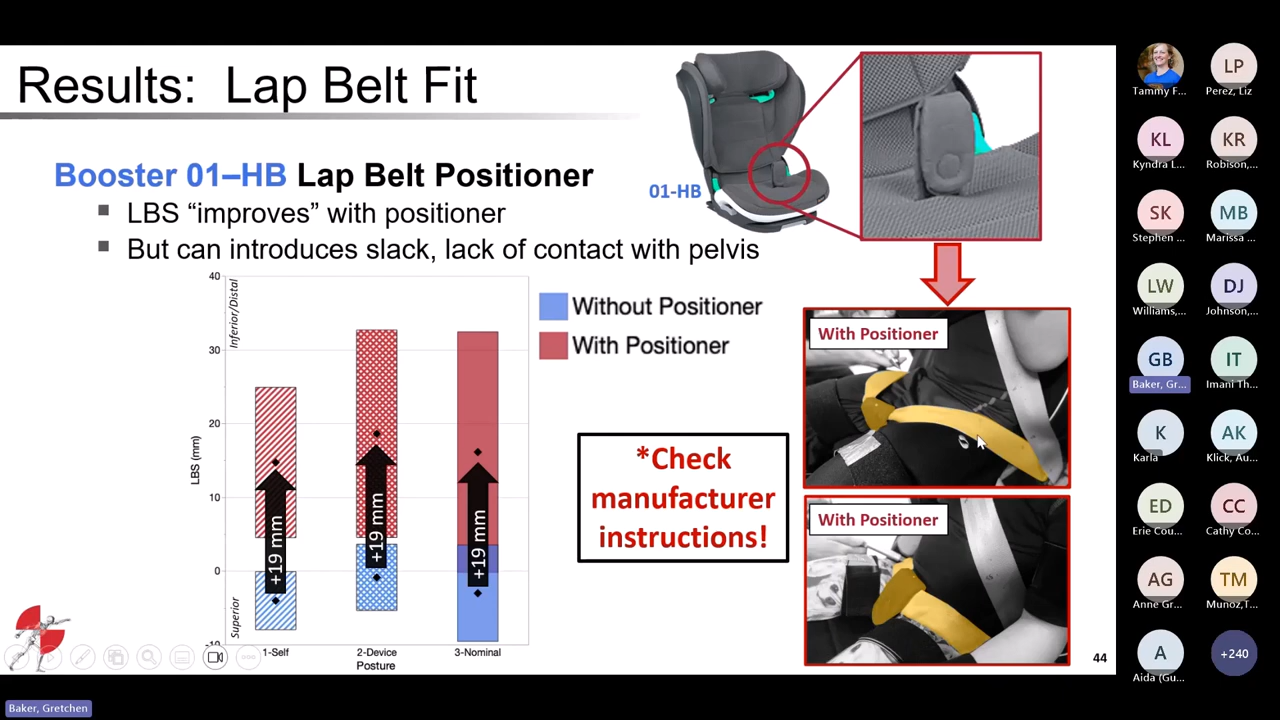 Results: Lap Belt Fit
Booster 01–HB Lap Belt Positioner
LBS “improves” with positioner
But can introduces slack, lack of contact with pelvis
01-HB
40
30
20
10
0
-10
LBS (mm)
Inferior/Distal
Superior
+19 mm
+19 mm
+19 mm
1-Self
2-Device
3-Nominal
Posture
Without Positioner
With Positioner
*Check
manufacturer
instructions!
With Positioner
With Positioner
44
Tammy F...
LP
Perez, Liz
KL
Kyndra L...
KR
Robison,...
SK
Stephen ...
MB
Marissa ...
LW
Williams,...
DJ
Johnson,...
GB
Baker, Gr...
IT
Imani Th...
K
Karla
AK
Klick, Au...
ED
Erie Cou...
CC
Cathy Co...
AG
Anne Gr...
TM
Munoz,T...
A
Aida (Gu...
+240
Baker, Gretchen